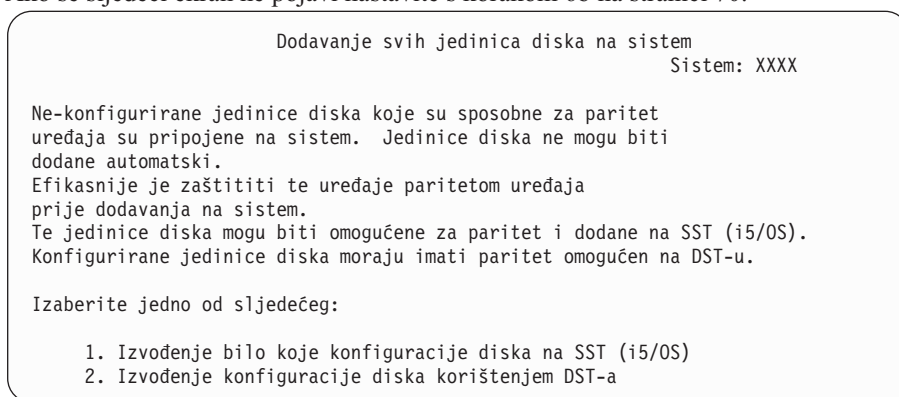 Dodavanje svih jedinica diska na sistem
Sistem: XXXX
Ne-konfigurirane jedinice diska koje su sposobne za paritet
uređaja su pripojene na sistem. Jedinice diska ne mogu biti
dodane automatski.
Efikasnije je zaštititi te uređaje paritetom uređaja
prije dodavanja na sistem.
Te jedinice diska mogu biti omogućene za paritet i dodane na SST (i5/OS).
Konfigurirane jedinice diska moraju imati paritet omogućen na DST-u.
Izaberite jedno od sljedećeg:
1. Izvođenje bilo koje konfiguracije diska na SST (i5/OS)
2. Izvođenje konfiguracije diska korištenjem DST-a